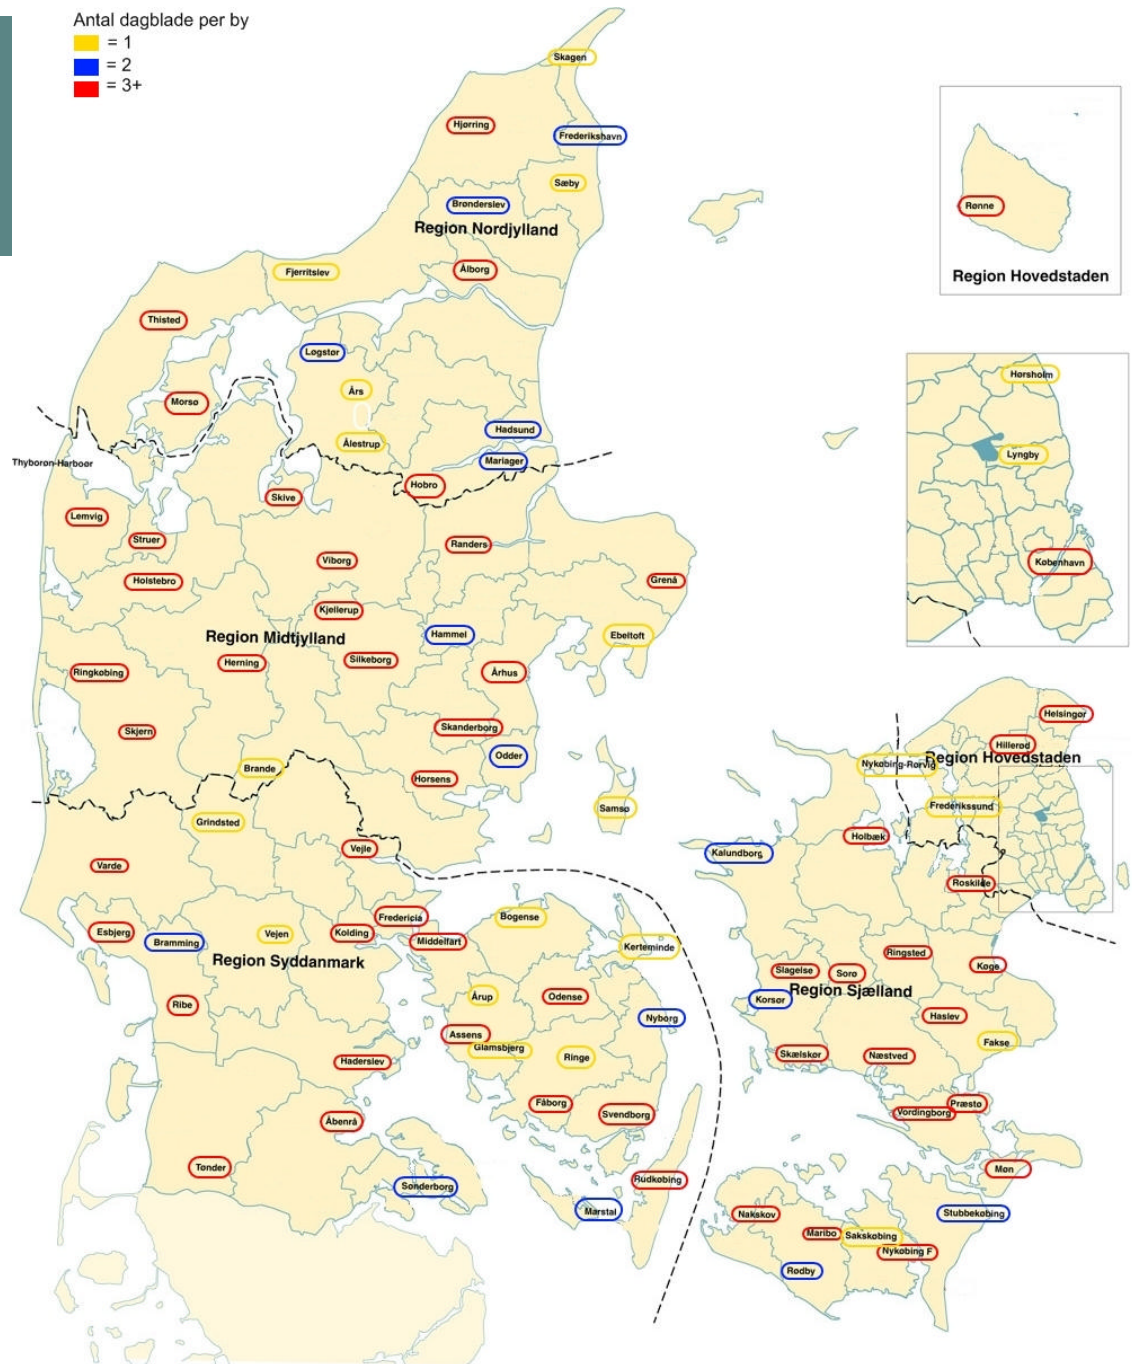 Antal dagblade per by
= 1
= 2
= 3+
Skagen
Hjørring
Frederikshavn
Sæby
Brønderslev
Region Nordjylland
Rønne
Region Hovedstaden
Fjerritslev
Ålborg
Thisted
Løgstør
Års
Morsø
Ålestrup
Hadsund
Mariager
Thyborøn-Harboør
Hobro
Skive
Lemvig
Struer
Randers
Viborg
Holstebro
Grenå
Kjellerup
Hammel
Ebeltoft
Region Midtjylland
Herning
Silkeborg
Ringkøbing
Århus
Skjern
Skanderborg
Odder
Brande
Horsens
Samsø
Grindsted
Vejle
Varde
Hørsholm
Lyngby
København
Helsingør
Hillerød
Region Hovedstaden
Nykøbing-Rørvig
Frederikssund
Holbæk
Kalundborg
Roskilde
Esbjerg
Bramming
Vejen
Kolding
Fredericia
Middelfart
Bogense
Kerteminde
Region Syddanmark
Ribe
Årup
Odense
Nyborg
Assens
Glamsbjerg
Ringe
Haderslev
Fåborg
Svendborg
Åbenrå
Tønder
Sønderborg
Rudkøbing
Marstal
Ringsted
Køge
Slagelse
Sorø
Region Sjælland
Korsør
Haslev
Fakse
Skælskør
Næstved
Præstø
Vordingborg
Møn
Nakskov
Stubbekøbing
Maribo
Sakskøbing
Nykøbing F
Rødby